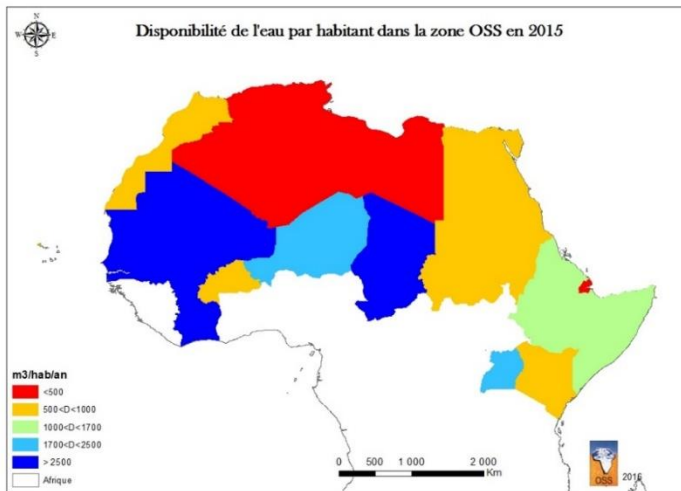 Disponibilité de l'eau par habitant dans la zone OSS en 2015
N
W E
S
m3/hab/an
<500
500<D<1000
1000<D<1700
1700<D<2500
> 2500
Afrique
0 500 1 000 2 000
Km
OSS 2016